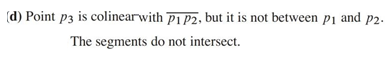 (d) Point p3 is colinear with p1p2, but it is not between p1 and p2.
The segments do not intersect.